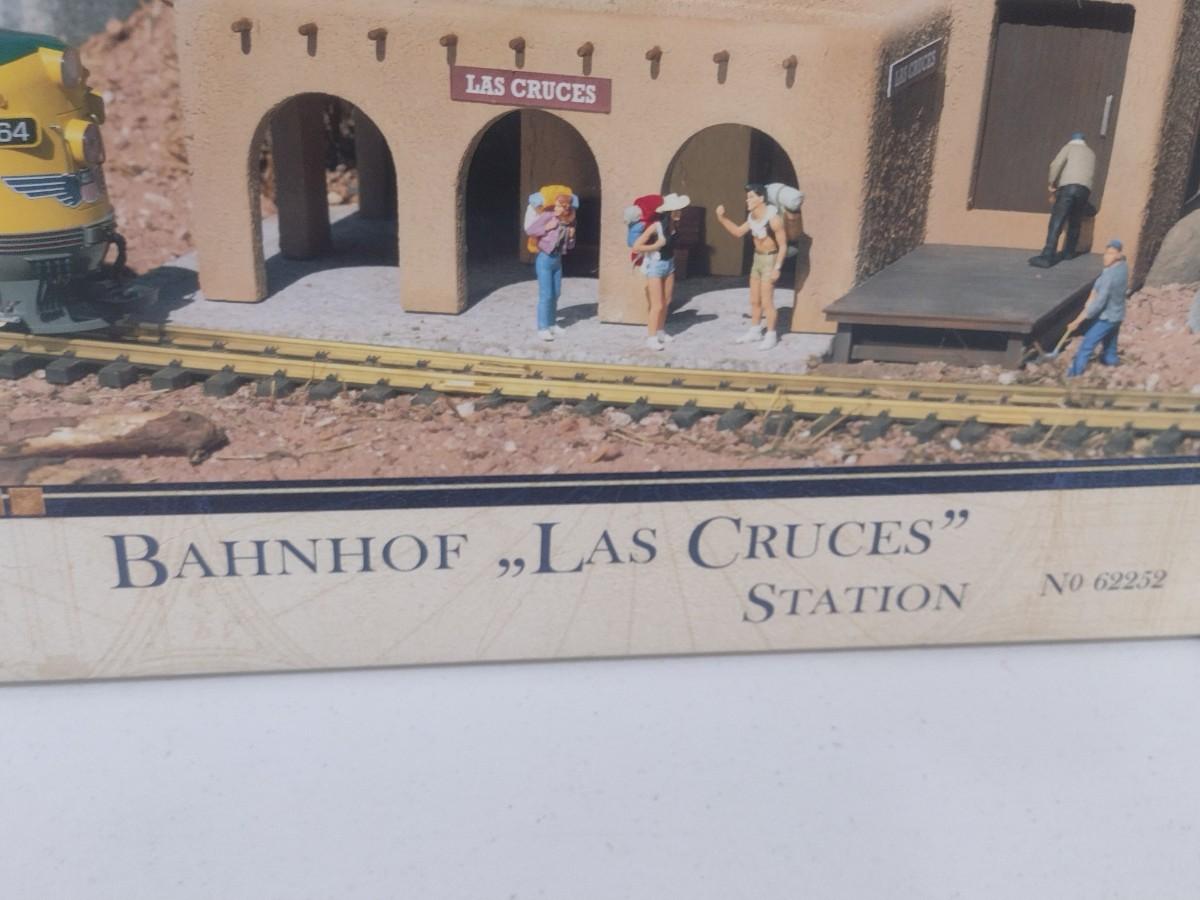 64
LAS CRUCES
LAS CRUCES
BAHNHOF „LAS CRUCES”
STATION
No 62252